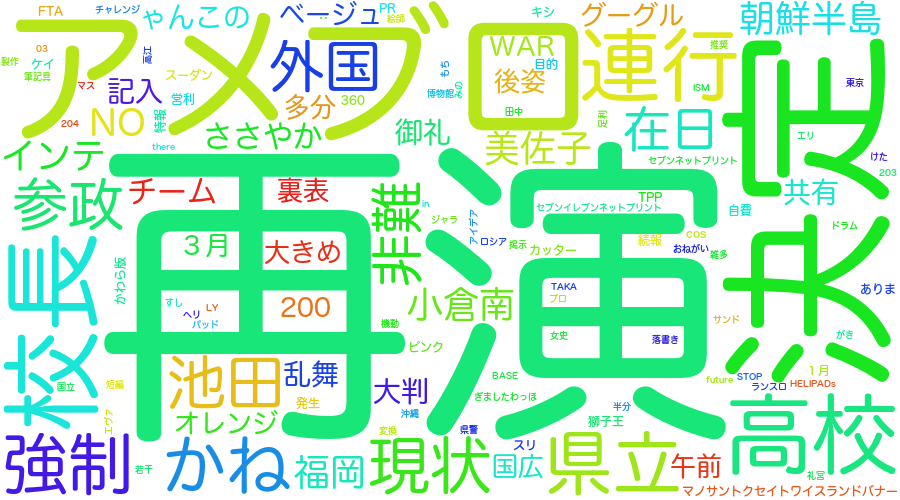 FTA
チャレンジ
ゃんこの
ベージュ
PR
絵師
キシ
グーグル
朝鮮半島
アメブロ
03
ケイ
製作
筆記具
マス
高江
スーダン
記入
営利
多分
360
もち
WAR
目的
後姿
博物館
みの
田中
連行
推奨
ISM
東京
決定
204
NO
特報
ささやか
御礼
美佐子
足利
在日
エリ
there
インテ
セブンネットプリント
けた
203
参政
チーム
裏表
非難
in
TPP
セブンイレブンネットプリント
共有
自費
ジャラ
アイデア
ロシア
掲示
カッター
続報
cos
おねがい
雑多
ドラム
3月
大きめ
再演
校長
かわら版
すし
LY
ヘリ
パッド
200
機動
小倉南
TAKA
プロ
ありま
サンド
女史
落書き
がき
ピンク
国立
短編
池田
乱舞
大判
BASE
1月
future
STOP
ランスロ
HELIPADs
エヴァ
発生
オレンジ
沖縄
ぎましたわっほ
半分
獅子王
高校
変換
県警
強制
若干
かね
福岡
現状
スリ
国広
県立
午前
礼宮
マノサントクセイトワイスランドバナー